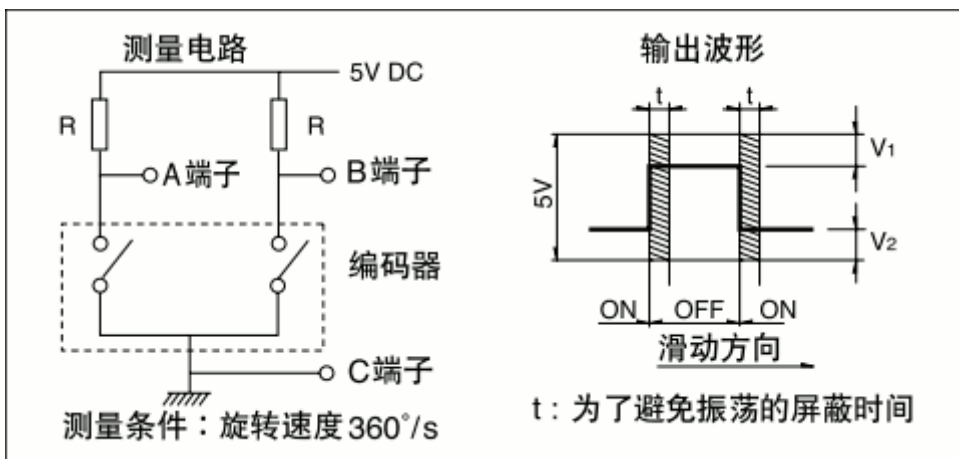 测量电路
5V DC
R
R
A端子
B端子
编码器
C端子
测量条件：旋转速度360°/s
输出波形
t
t
V1
5V
V2
ON
OFF
ON
滑动方向
t：为了避免振荡的屏蔽时间